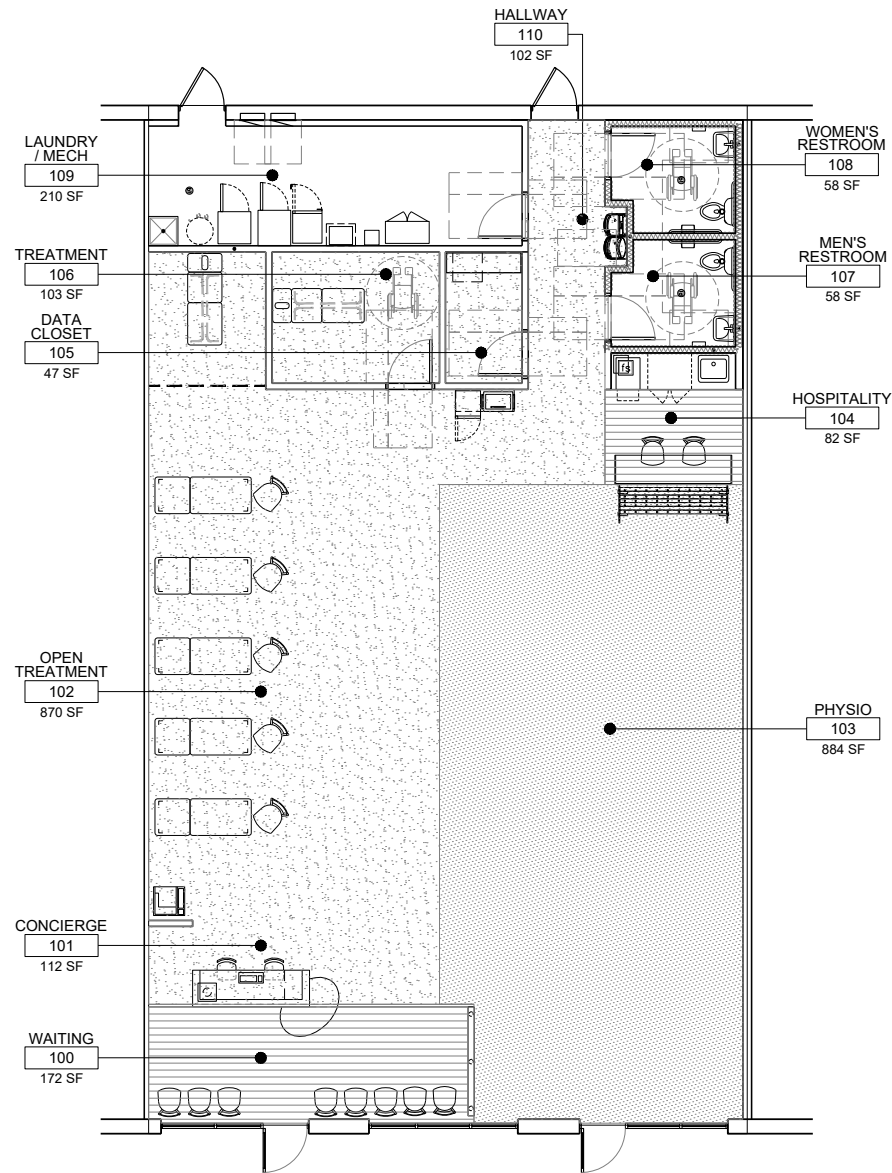 HALLWAY
110
102 SF
LAUNDRY
/ MECH
109
210 SF
WOMEN'S
RESTROOM
108
58 SF
TREATMENT
106
103 SF
MEN'S
RESTROOM
107
58 SF
DATA
CLOSET
105
47 SF
fs
HOSPITALITY
104
82 SF
OPEN
TREATMENT
102
870 SF
PHYSIO
103
884 SF
CONCIERGE
101
112 SF
WAITING
100
172 SF